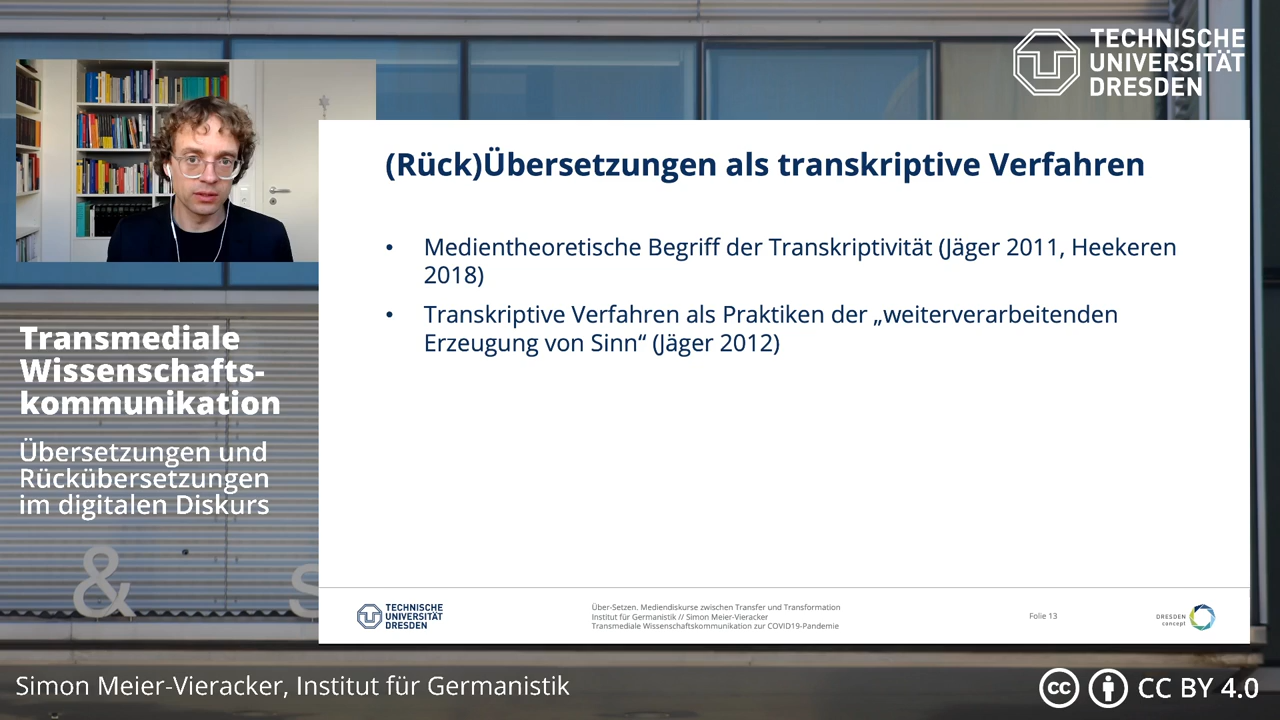 TECHNISCHE
UNIVERSITÄT
DRESDEN
(Rück)Übersetzungen als transkriptive Verfahren
• Medientheoretische Begriff der Transkriptivität (Jäger 2011, Heekeren
2018)
• Transkriptive Verfahren als Praktiken der „weiterverarbeitenden
Erzeugung von Sinn“ (Jäger 2012)
Transmediale
Wissenschafts-
kommunikation
Übersetzungen und
Rückübersetzungen
im digitalen Diskurs
& s
TECHNISCHE
UNIVERSITÄT
DRESDEN
Über-Setzen. Mediendiskurse zwischen Transfer und Transformation
Institut für Germanistik // Simon Meier-Vieracker
Transmediale Wissenschaftskommunikation zur COVID19-Pandemie
Folie 13
DRESDEN
concept
Simon Meier-Vieracker, Institut für Germanistik
cc CC BY 4.0